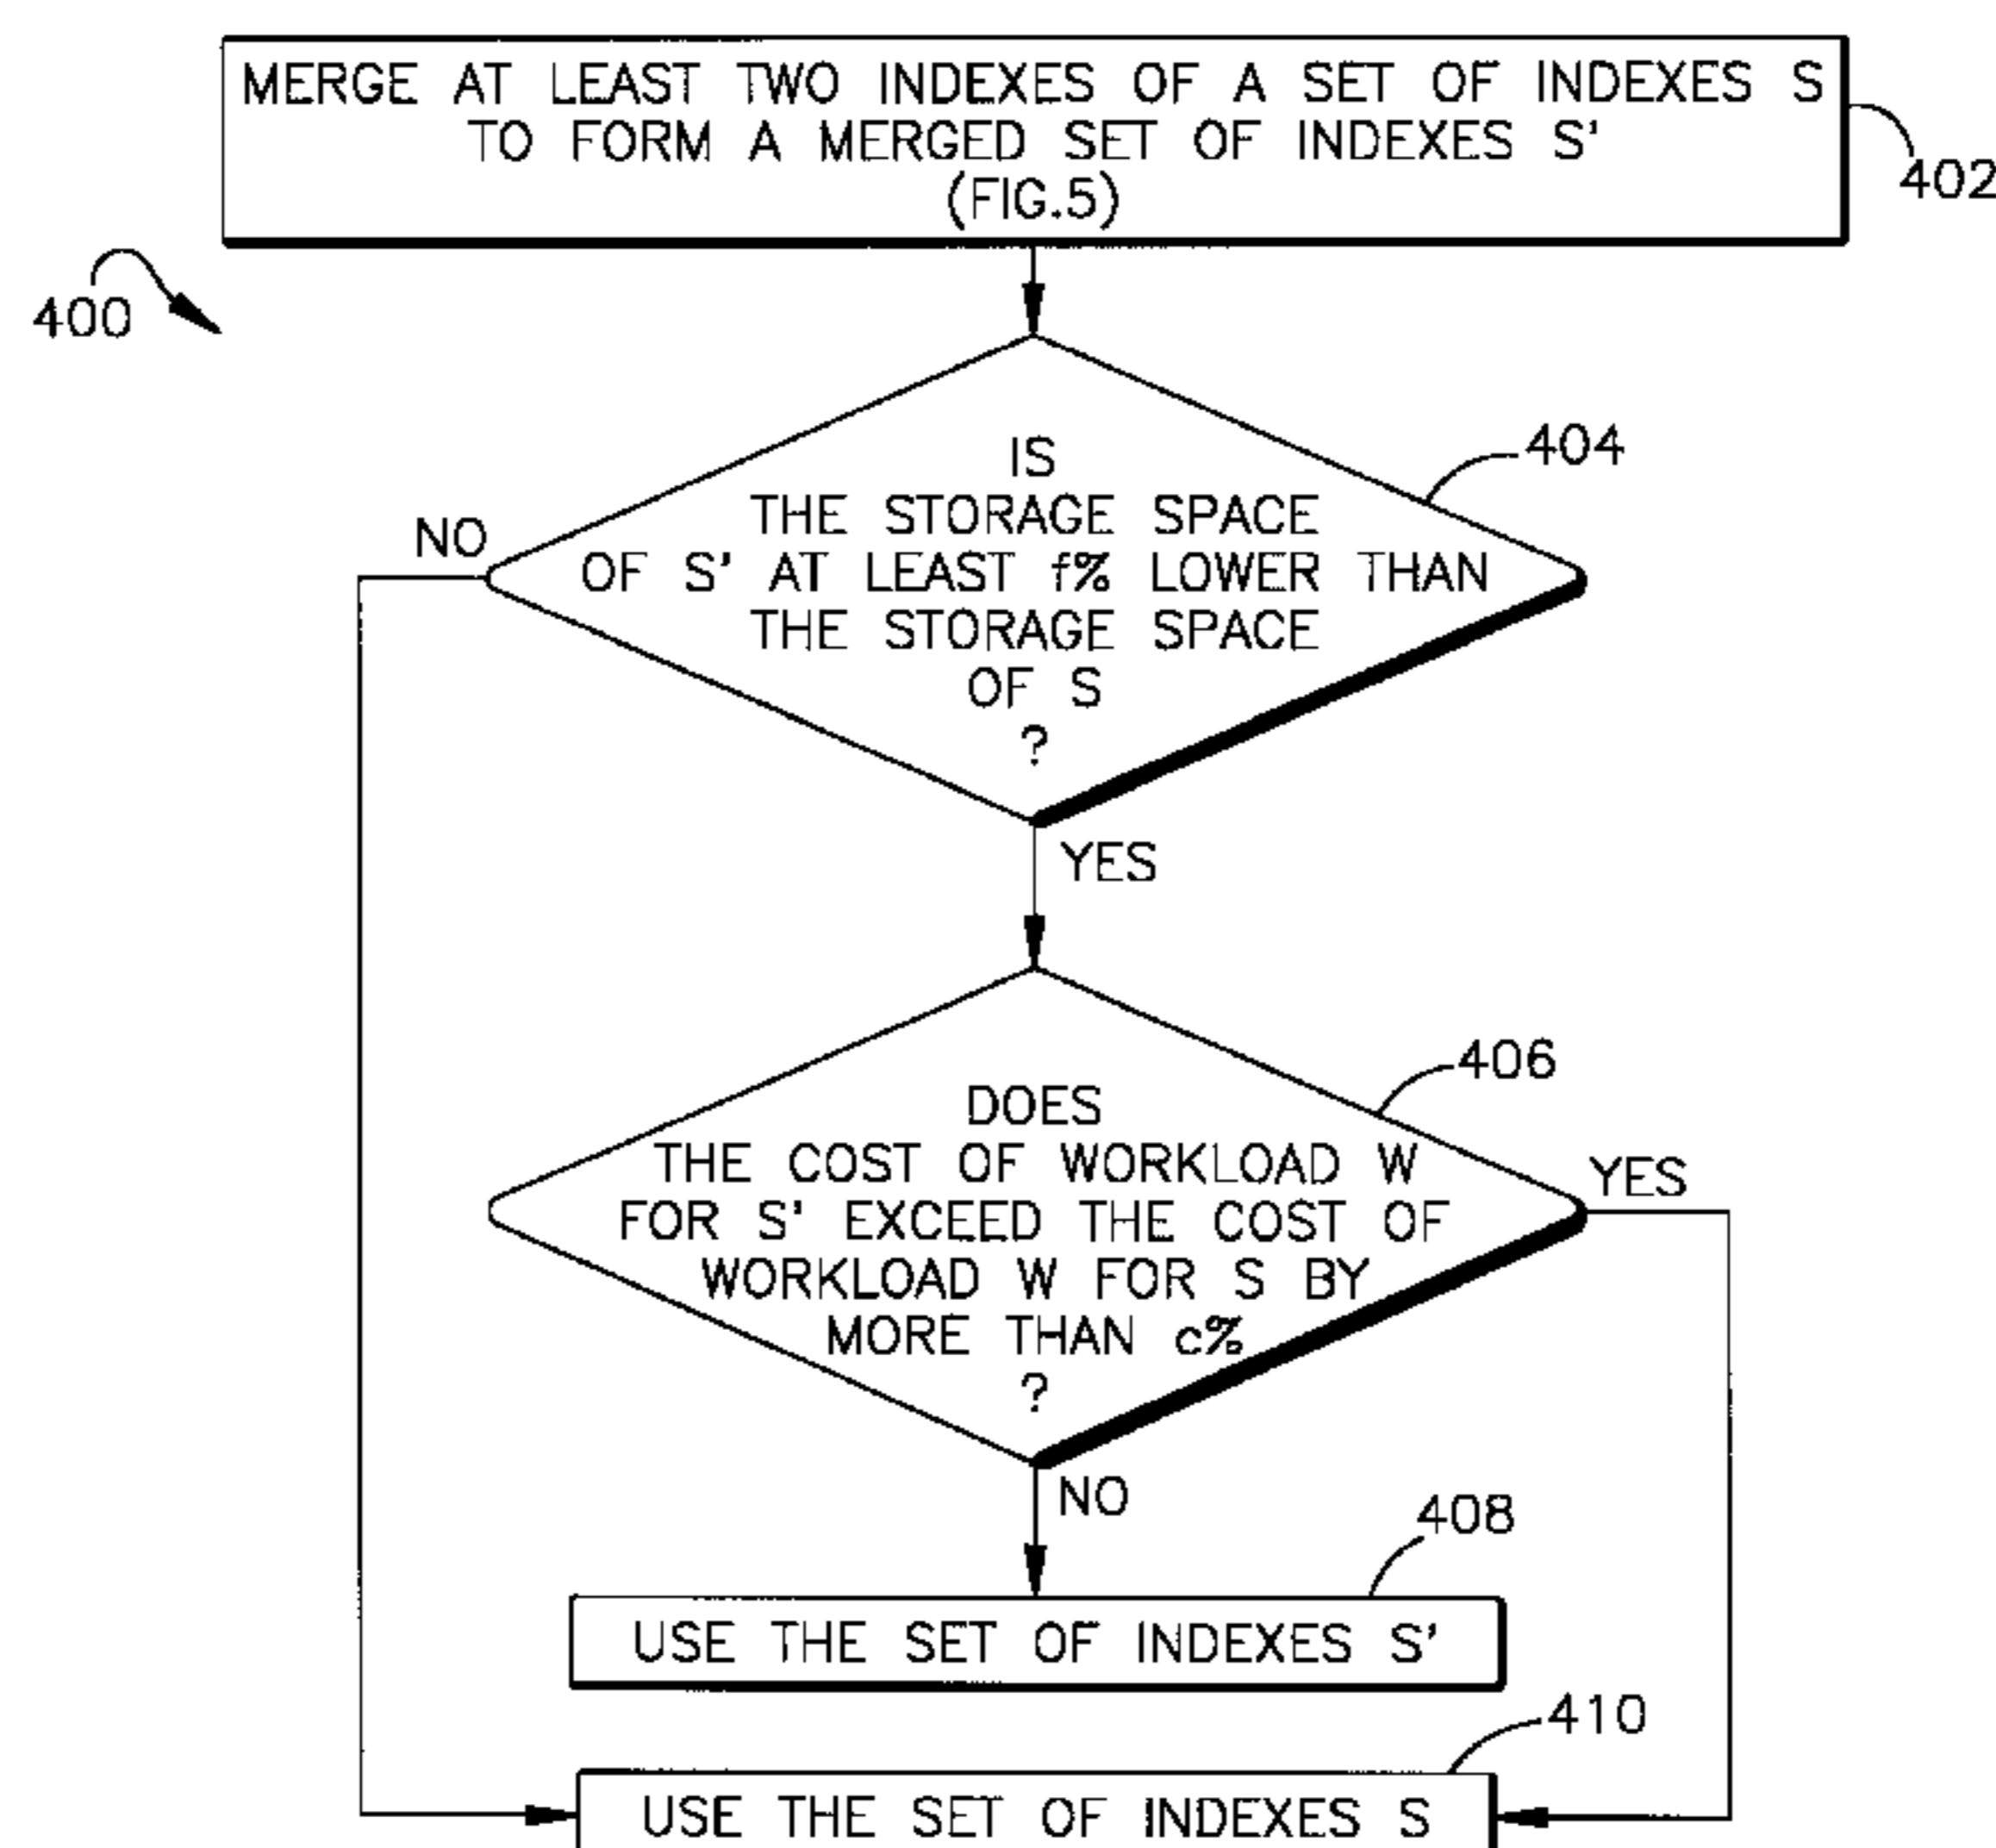 MERGE AT LEAST TWO INDEXES OF A SET OF INDEXES S
TO FORM A MERGED SET OF INDEXES S'
(FIG.5)
402
400
404
IS
THE STORAGE SPACE
OF S' AT LEAST f% LOWER THAN
THE STORAGE SPACE
OF S
?
NO
YES
406
DOES
THE COST OF WORKLOAD W
FOR S' EXCEED THE COST OF
WORKLOAD W FOR S BY
MORE THAN c%
?
YES
NO
408
USE THE SET OF INDEXES S'
410
USE THE SET OF INDEXES S